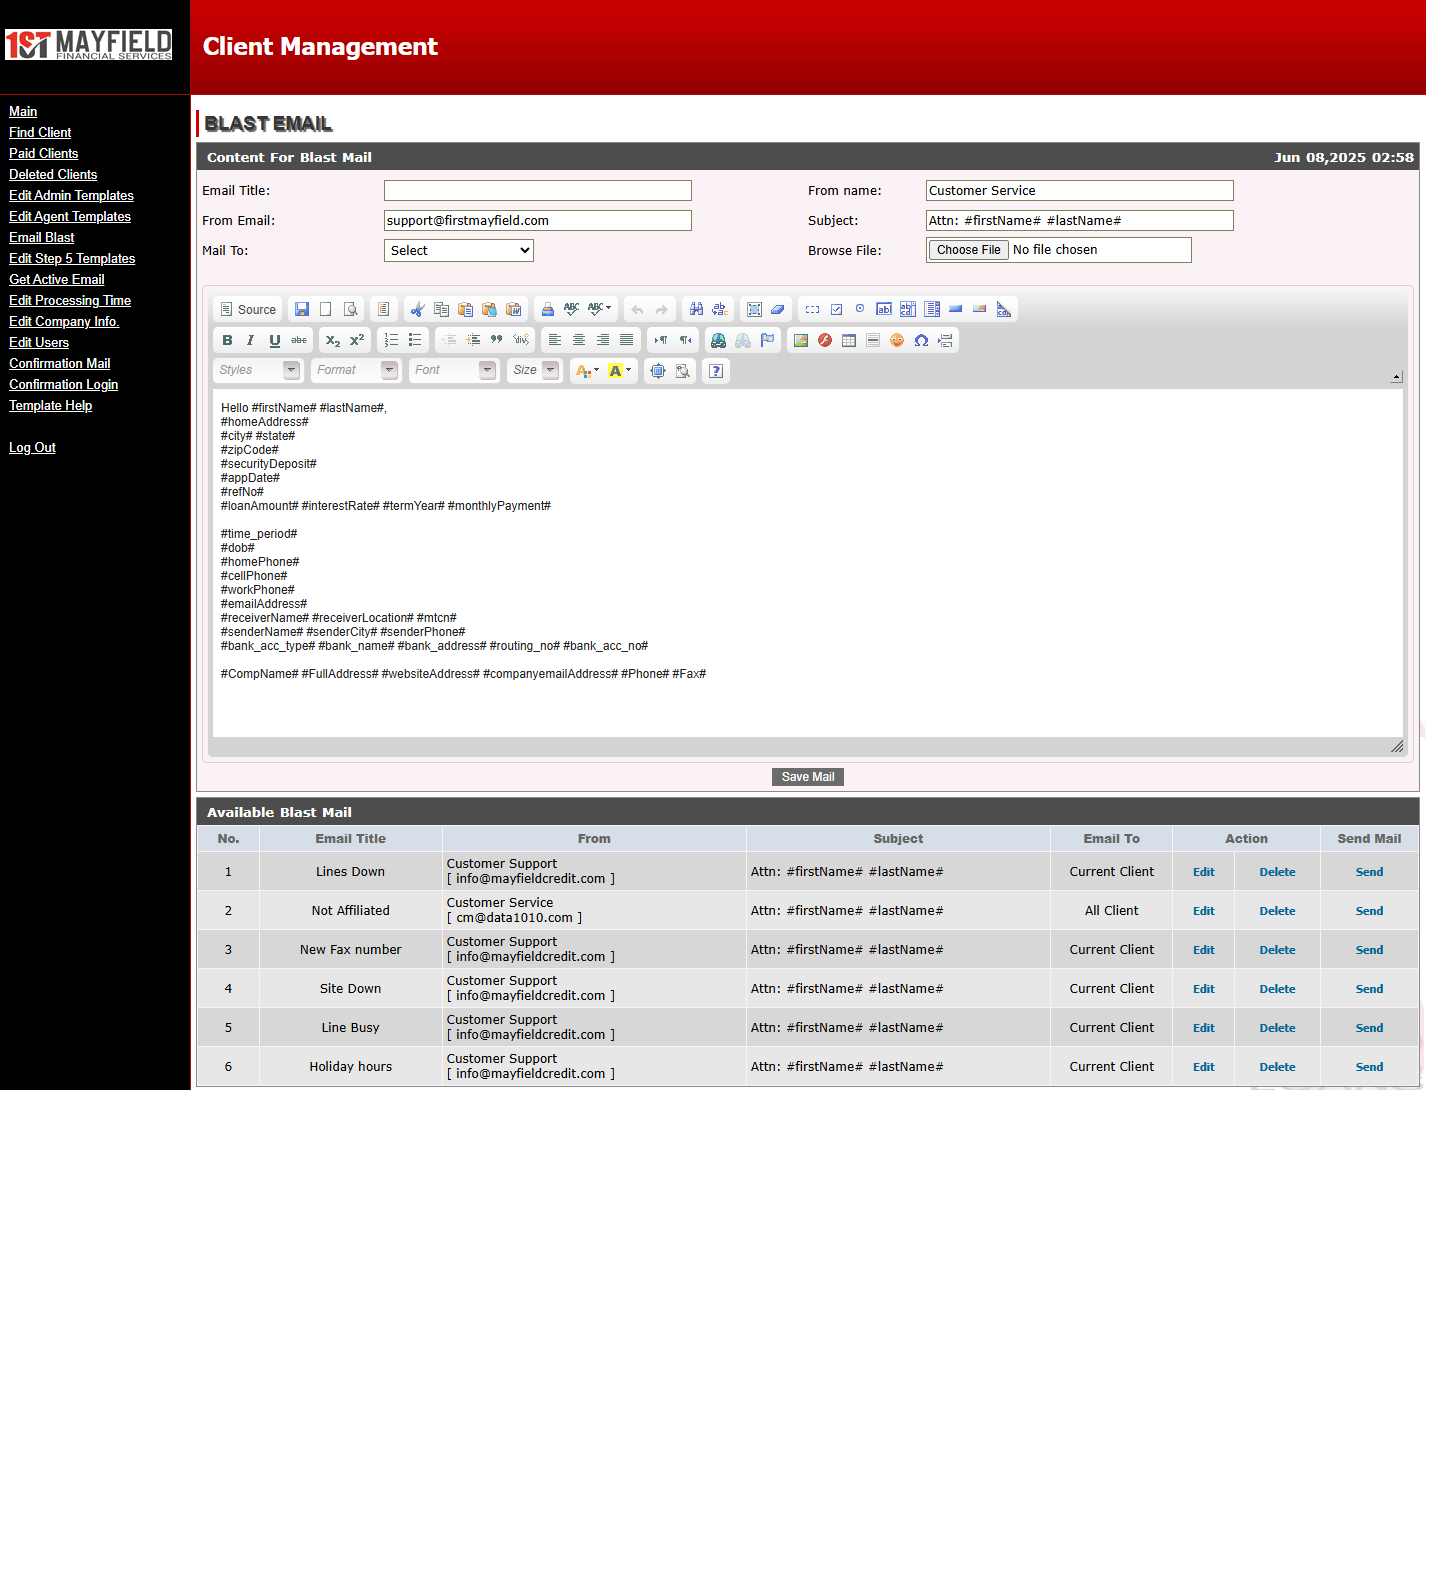 1ST MAYFIELD
FINANCIAL SERVICES
Client Management
Main
Find Client
Paid Clients
Deleted Clients
Edit Admin Templates
Edit Agent Templates
Email Blast
Edit Step 5 Templates
Get Active Email
Edit Processing Time
Edit Company Info.
Edit Users
Confirmation Mail
Confirmation Login
Template Help
Log Out
BLAST EMAIL
Content For Blast Mail Jun 08,2025 02:58
Email Title: From name: Customer Service
From Email: support@firstmayfield.com Subject: Attn: #firstName# #lastName#
Mail To: Select Browse File: Choose File No file chosen
Source
Styles Format Font Size
Hello #firstName# #lastName#,
#homeAddress#
#city# #state#
#zipCode#
#securityDeposit#
#appDate#
#refNo#
#loanAmount# #interestRate# #termYear# #monthlyPayment#
#time_period#
#dob#
#homePhone#
#cellPhone#
#workPhone#
#emailAddress#
#receiverName# #receiverLocation# #mtcn#
#senderName# #senderCity# #senderPhone#
#bank_acc_type# #bank_name# #bank_address# #routing_no# #bank_acc_no#
#CompName# #FullAddress# #websiteAddress# #companyemailAddress# #Phone# #Fax#
Save Mail
Available Blast Mail
No. Email Title From Subject Email To Action Send Mail
1 Lines Down Customer Support [ info@mayfieldcredit.com ] Attn: #firstName# #lastName# Current Client Edit Delete Send
2 Not Affiliated Customer Service [ cm@data1010.com ] Attn: #firstName# #lastName# All Client Edit Delete Send
3 New Fax number Customer Support [ info@mayfieldcredit.com ] Attn: #firstName# #lastName# Current Client Edit Delete Send
4 Site Down Customer Support [ info@mayfieldcredit.com ] Attn: #firstName# #lastName# Current Client Edit Delete Send
5 Line Busy Customer Support [ info@mayfieldcredit.com ] Attn: #firstName# #lastName# Current Client Edit Delete Send
6 Holiday hours Customer Support [ info@mayfieldcredit.com ] Attn: #firstName# #lastName# Current Client Edit Delete Send